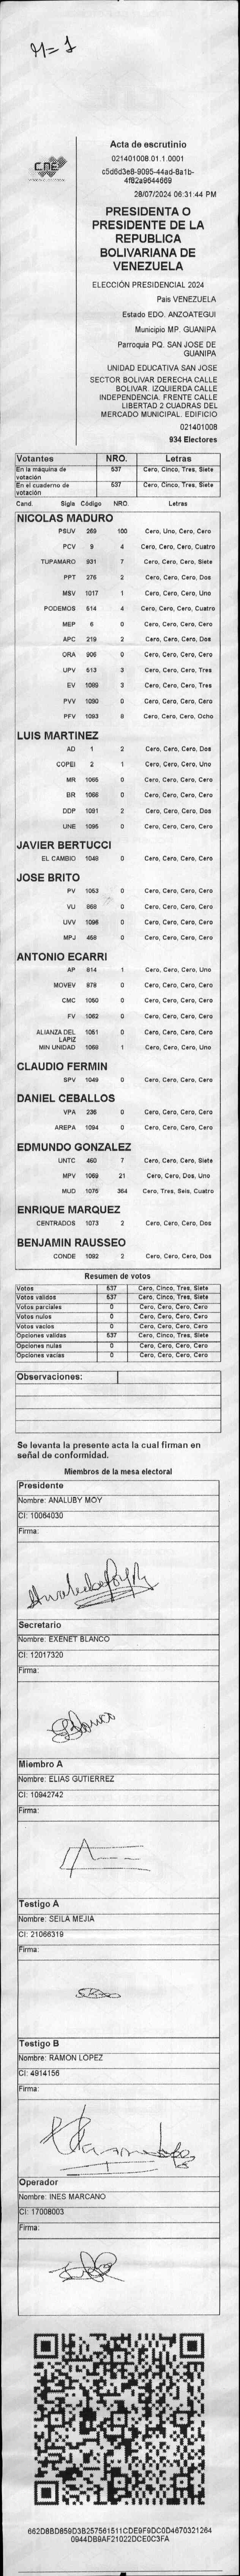 M=1
CNE
Acta de escrutinio
021401008.01.1.0001
c5d6d3e8-9095-44ad-8a1b-
4f82a9644669
28/07/2024 06:31:44 PM
PRESIDENTA O
PRESIDENTE DE LA
REPUBLICA
BOLIVARIANA DE
VENEZUELA
ELECCIÓN PRESIDENCIAL 2024
Pais VENEZUELA
Estado EDO. ANZOATEGUI
Municipio MP. GUANIPA
Parroquia PQ. SAN JOSE DE
GUANIPA
UNIDAD EDUCATIVA SAN JOSE
SECTOR BOLIVAR DERECHA CALLE
BOLIVAR. IZQUIERDA CALLE
INDEPENDENCIA. FRENTE CALLE
LIBERTAD 2 CUADRAS DEL
MERCADO MUNICIPAL. EDIFICIO
021401008
934 Electores
Votantes NRO. Letras
En la máquina de votación 537 Cero, Cinco, Tres, Siete
En el cuaderno de votación 537 Cero, Cinco, Tres, Siete
Cand. Sigla Código NRO. Letras
NICOLAS MADURO
PSUV 269 100 Cero, Uno, Cero, Cero
PCV 9 4 Cero, Cero, Cero, Cuatro
TUPAMARO 931 7 Cero, Cero, Cero, Siete
PPT 276 2 Cero, Cero, Cero, Dos
MSV 1017 1 Cero, Cero, Cero, Uno
PODEMOS 514 4 Cero, Cero, Cero, Cuatro
MEP 6 0 Cero, Cero, Cero, Cero
APC 219 2 Cero, Cero, Cero, Dos
ORA 906 0 Cero, Cero, Cero, Cero
UPV 513 3 Cero, Cero, Cero, Tres
EV 1089 3 Cero, Cero, Cero, Tres
PVV 1090 0 Cero, Cero, Cero, Cero
PFV 1093 8 Cero, Cero, Cero, Ocho
LUIS MARTINEZ
AD 1 2 Cero, Cero, Cero, Dos
COPEI 2 1 Cero, Cero, Cero, Uno
MR 1065 0 Cero, Cero, Cero, Cero
BR 1066 0 Cero, Cero, Cero, Cero
DDP 1091 2 Cero, Cero, Cero, Dos
UNE 1095 0 Cero, Cero, Cero, Cero
JAVIER BERTUCCI
EL CAMBIO 1048 0 Cero, Cero, Cero, Cero
JOSE BRITO
PV 1053 0 Cero, Cero, Cero, Cero
VU 868 0 Cero, Cero, Cero, Cero
UVV 1096 0 Cero, Cero, Cero, Cero
MPJ 458 0 Cero, Cero, Cero, Cero
ANTONIO ECARRI
AP 814 1 Cero, Cero, Cero, Uno
MOVEV 878 0 Cero, Cero, Cero, Cero
CMC 1050 0 Cero, Cero, Cero, Cero
FV 1062 0 Cero, Cero, Cero, Cero
ALIANZA DEL LAPIZ 1051 0 Cero, Cero, Cero, Cero
MIN UNIDAD 1068 1 Cero, Cero, Cero, Uno
CLAUDIO FERMIN
SPV 1049 0 Cero, Cero, Cero, Cero
DANIEL CEBALLOS
VPA 236 0 Cero, Cero, Cero, Cero
AREPA 1094 0 Cero, Cero, Cero, Cero
EDMUNDO GONZALEZ
UNTC 460 7 Cero, Cero, Cero, Siete
MPV 1069 21 Cero, Cero, Dos, Uno
MUD 1075 364 Cero, Tres, Seis, Cuatro
ENRIQUE MARQUEZ
CENTRADOS 1073 2 Cero, Cero, Cero, Dos
BENJAMIN RAUSSEO
CONDE 1092 2 Cero, Cero, Cero, Dos
Resumen de votos
Votos 537 Cero, Cinco, Tres, Siete
Votos validos 537 Cero, Cinco, Tres, Siete
Votos parciales 0 Cero, Cero, Cero, Cero
Votos nulos 0 Cero, Cero, Cero, Cero
Votos vacios 0 Cero, Cero, Cero, Cero
Opciones validas 537 Cero, Cinco, Tres, Siete
Opciones nulas 0 Cero, Cero, Cero, Cero
Opciones vacias 0 Cero, Cero, Cero, Cero
Observaciones:
Se levanta la presente acta la cual firman en
señal de conformidad.
Miembros de la mesa electoral
Presidente
Nombre: ANALUBY MOY
CI: 10064030
Firma:
Secretario
Nombre: EXENET BLANCO
CI: 12017320
Firma:
Miembro A
Nombre: ELIAS GUTIERREZ
CI: 10942742
Firma:
Testigo A
Nombre: SEILA MEJIA
CI: 21066319
Firma:
Testigo B
Nombre: RAMON LOPEZ
CI: 4914156
Firma:
Operador
Nombre: INES MARCANO
CI: 17008003
Firma:
662D8BD859D3B257561511CDE9F9DC0D4670321264
0944DB9AF21022DCE0C3FA